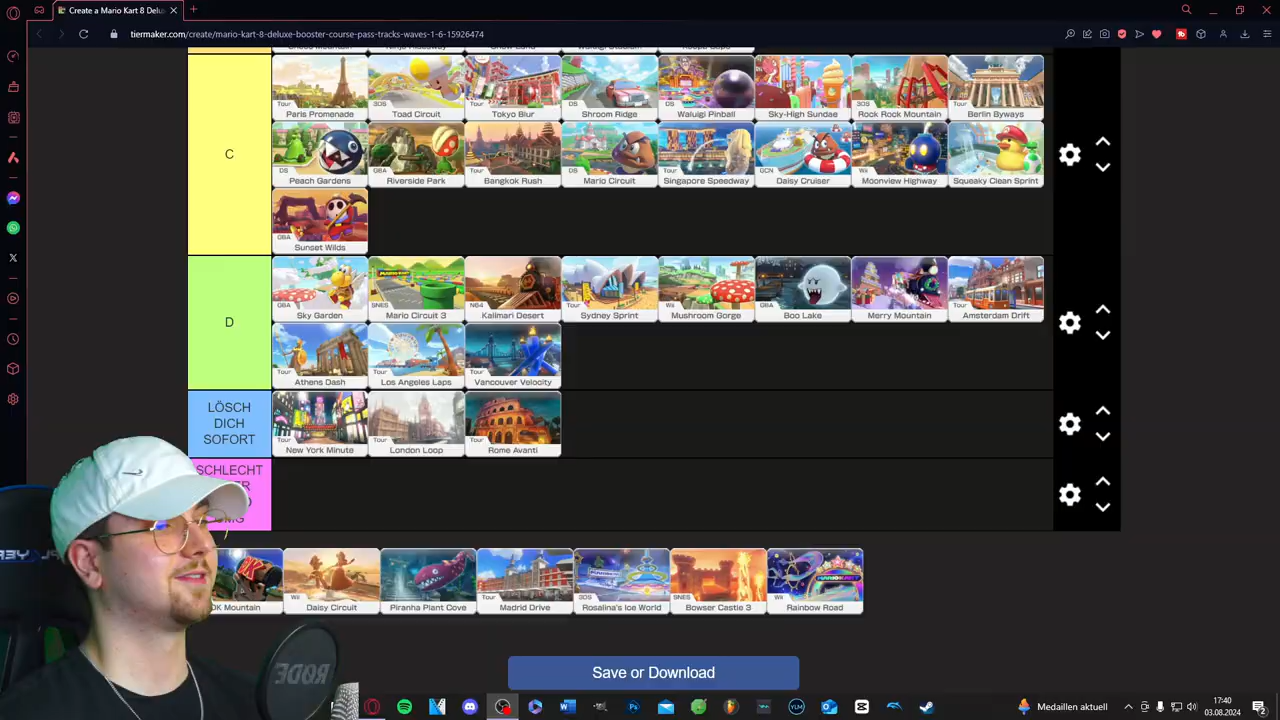 Create a Mario Kart 8 Delu
tiermaker.com/create/mario-kart-8-deluxe-booster-course-pass-tracks-waves-1-6-15926474
C
Tour
Paris Promenade
3DS
Toad Circuit
Tour
Tokyo Blur
DS
Shroom Ridge
DS
Waluigi Pinball
Sky-High Sundae
3DS
Rock Rock Mountain
Tour
Berlin Byways
DS
Peach Gardens
GBA
Riverside Park
Tour
Bangkok Rush
DS
Mario Circuit
Tour
Singapore Speedway
GCN
Daisy Cruiser
Wii
Moonview Highway
Squeaky Clean Sprint
GBA
Sunset Wilds
D
GBA
Sky Garden
SNES
Mario Circuit 3
N64
Kalimari Desert
Tour
Sydney Sprint
Wii
Mushroom Gorge
GBA
Boo Lake
Merry Mountain
Tour
Amsterdam Drift
Tour
Athens Dash
Tour
Los Angeles Laps
Tour
Vancouver Velocity
LÖSCH
DICH
SOFORT
Tour
New York Minute
Tour
London Loop
Tour
Rome Avanti
SCHLECHT
DK Mountain
Wii
Daisy Circuit
Piranha Plant Cove
Tour
Madrid Drive
3DS
Rosalina's Ice World
SNES
Bowser Castle 3
Wii
Rainbow Road
Save or Download
RØDE
Medaillen aktuell
17:40
03.08.2024